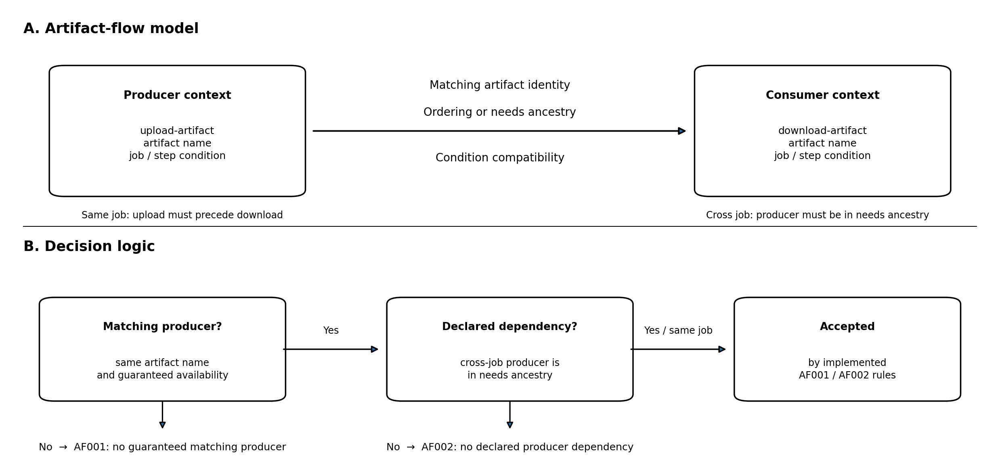 A. Artifact-flow model
Producer context
upload-artifact
artifact name
job / step condition
Matching artifact identity
Ordering or needs ancestry
Condition compatibility
Consumer context
download-artifact
artifact name
job / step condition
Same job: upload must precede download
Cross job: producer must be in needs ancestry
B. Decision logic
Matching producer?
same artifact name
and guaranteed availability
Yes
Declared dependency?
cross-job producer is
in needs ancestry
Yes / same job
Accepted
by implemented
AF001 / AF002 rules
No → AF001: no guaranteed matching producer
No → AF002: no declared producer dependency